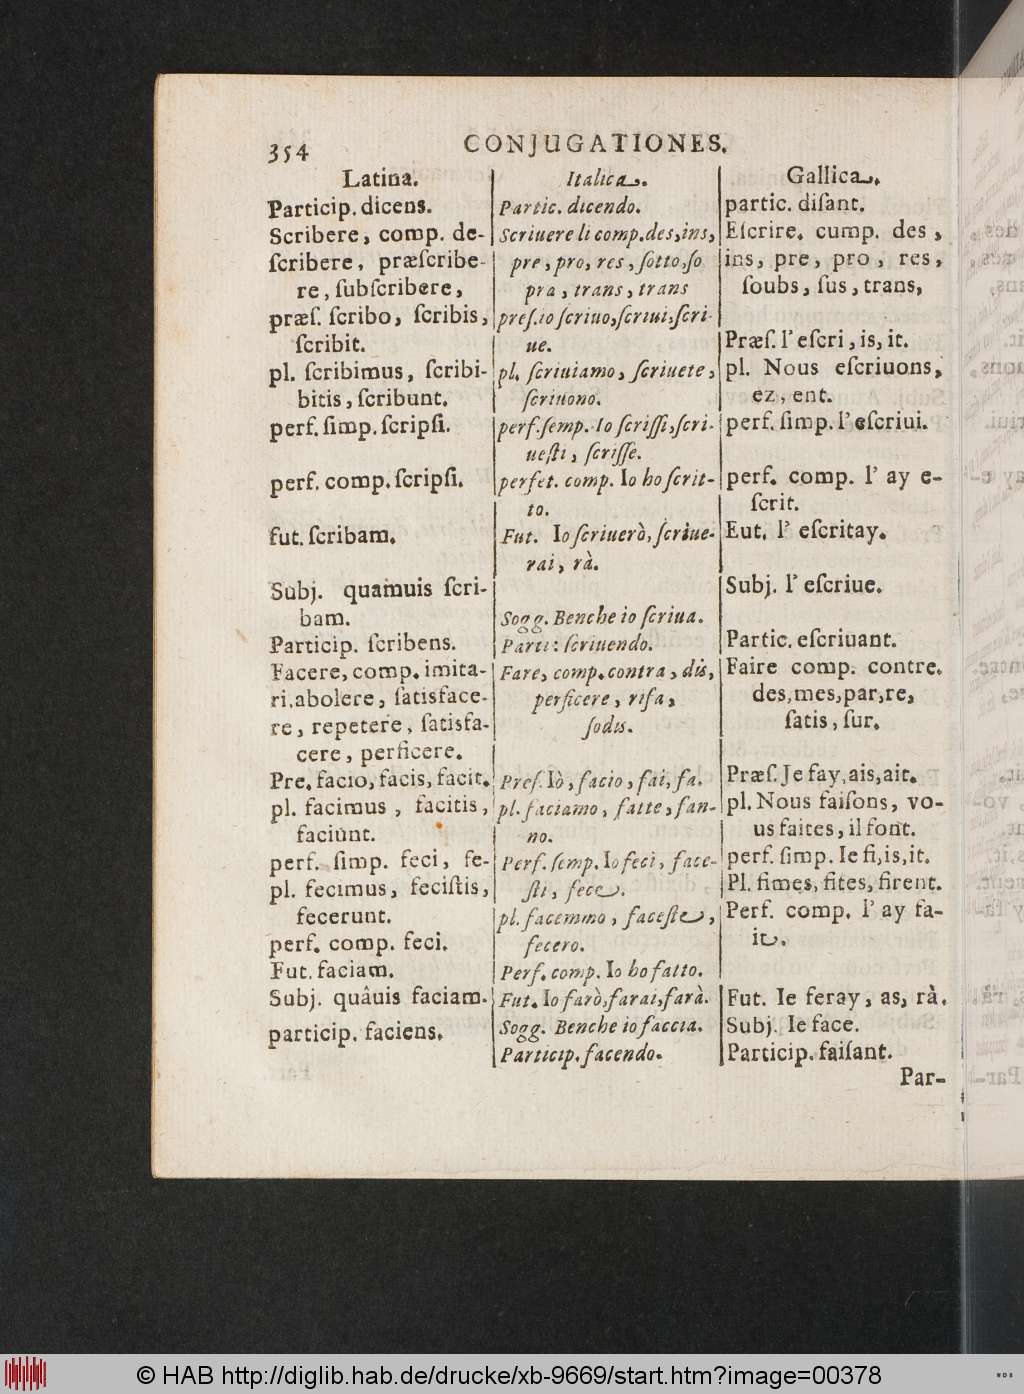 354
CONJUGATIONES.
Latina.
Particip. dicens.
Scribere, comp. de-
ſcribere, præſcribe-
re, ſubſcribere,
præſ. ſcribo, ſcribis,
ſcribit.
pl. ſcribimus, ſcribi-
bitis, ſcribunt.
perf. ſimp. ſcripſi.
perf. comp. ſcripſi.
fut. ſcribam.
Subj. quamuis ſcri-
bam.
Particip. ſcribens.
Facere, comp. imita-
ri, abolere, ſatisface-
re, repetere, ſatisfa-
cere, perficere.
Pre. facio, facis, facit.
pl. facimus, facitis,
faciunt.
perf. ſimp. feci, fe-
pl. fecimus, feciſtis,
fecerunt.
perf. comp. feci.
Fut. faciam.
Subj. quâuis faciam.
particip. faciens.
Italica.
Partic. dicendo.
Scriuere li comp. des, ins,
pre, pro, res, ſotto, ſo
pra, trans, trans
preſ. io ſcriuo, ſcriui, ſcri-
ue.
pl. ſcriuiamo, ſcriuete,
ſcriuono.
perf. ſemp. Io ſcriſſi, ſcri-
ueſti, ſcriſſe.
perfet. comp. Io ho ſcrit-
to.
Fut. Io ſcriuerò, ſcriue-
rai, rà.
Sogg. Benche io ſcriua.
Parti: ſcriuendo.
Fare, comp. contra, dis,
perficere, rifa,
ſodis.
Preſ. Iò, facio, fai, fa.
pl. faciamo, fatte, fan-
no.
Perf. ſemp. Io feci, face-
ſti, fece.
pl. facemmo, faceſte,
fecero.
Perf. comp. Io ho fatto.
Fut. Io farò, farai, farà.
Sogg. Benche io faccia.
Particip. facendo.
Gallica.
partic. diſant.
Eſcrire. cump. des,
ins, pre, pro, res,
ſoubs, ſus, trans,
Præſ. l' eſcri, is, it.
pl. Nous eſcriuons,
ez, ent.
perf. ſimp. l' eſcriui.
perf. comp. l' ay e-
ſcrit.
Eut. l' eſcritay.
Subj. l' eſcriue.
Partic. eſcriuant.
Faire comp. contre.
des, mes, par, re,
ſatis, ſur.
Præſ. Je fay, ais, ait.
pl. Nous faiſons, vo-
us faites, il font.
perf. ſimp. Ie fi, is, it.
Pl. fimes, fites, firent.
Perf. comp. l' ay fa-
it.
Fut. Ie feray, as, rà.
Subj. Ie face.
Particip. faiſant.
Par-
© HAB http://diglib.hab.de/drucke/xb-9669/start.htm?image=00378